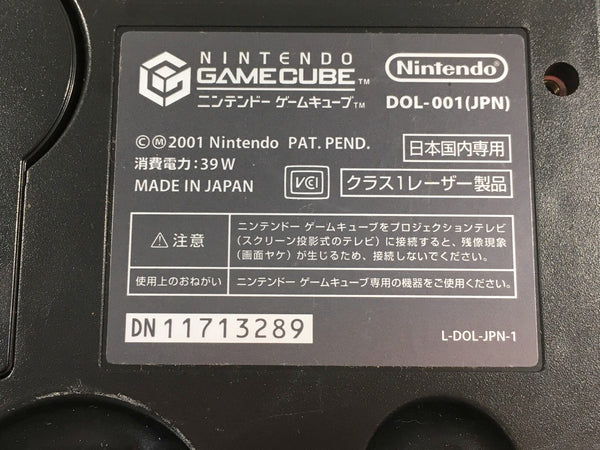 NINTENDO
GAMECUBE™
ニンテンドー ゲームキューブ™
Nintendo®
DOL-001(JPN)
©Ⓜ2001 Nintendo PAT. PEND.
消費電力：39W
MADE IN JAPAN
日本国内専用
VCI
クラス1レーザー製品
⚠注意
ニンテンドー ゲームキューブをプロジェクションテレビ
(スクリーン投影式のテレビ)に接続すると、残像現象
(画面ヤケ)が生じるため、接続しないでください。
使用上のおねがい
ニンテンドー ゲームキューブ専用の機器をご使用ください。
DN11713289
L-DOL-JPN-1